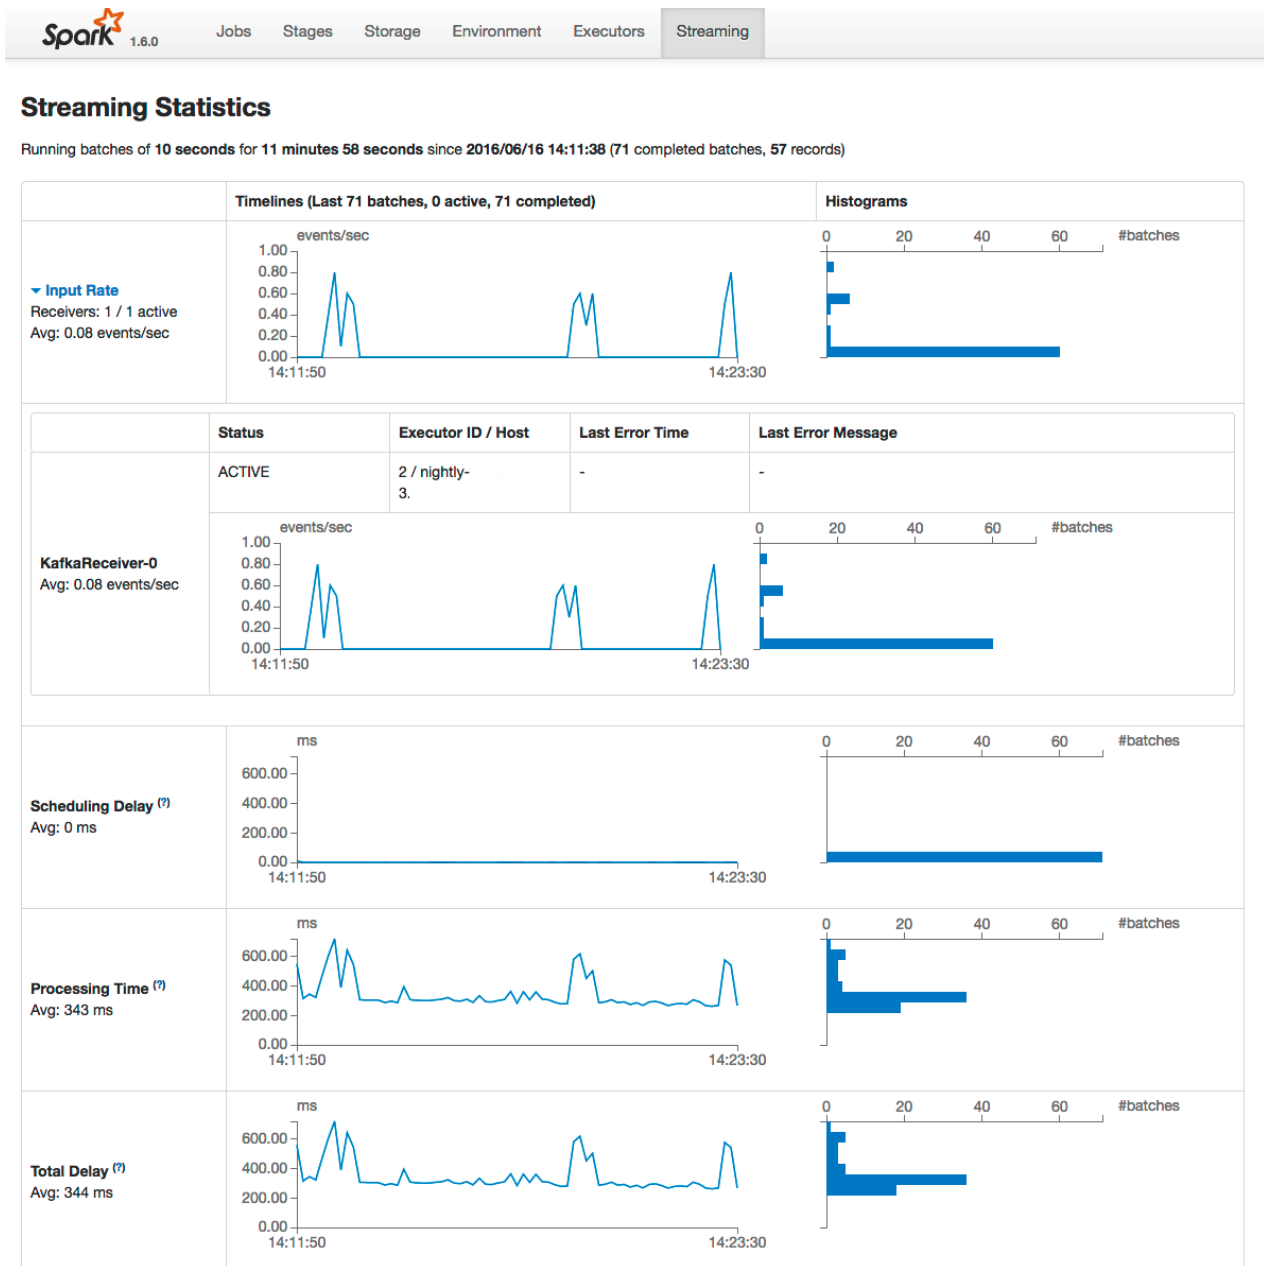 Spark 1.6.0 Jobs Stages Storage Environment Executors Streaming
Streaming Statistics
Running batches of 10 seconds for 11 minutes 58 seconds since 2016/06/16 14:11:38 (71 completed batches, 57 records)
Timelines (Last 71 batches, 0 active, 71 completed) Histograms
Input Rate
Receivers: 1 / 1 active
Avg: 0.08 events/sec
events/sec
1.00
0.80
0.60
0.40
0.20
0.00
14:11:50 14:23:30
0 20 40 60 #batches
Status Executor ID / Host Last Error Time Last Error Message
KafkaReceiver-0
Avg: 0.08 events/sec
ACTIVE 2 / nightly- - -
3.
events/sec
1.00
0.80
0.60
0.40
0.20
0.00
14:11:50 14:23:30
0 20 40 60 #batches
Scheduling Delay (?)
Avg: 0 ms
ms
600.00
400.00
200.00
0.00
14:11:50 14:23:30
0 20 40 60 #batches
Processing Time (?)
Avg: 343 ms
ms
600.00
400.00
200.00
0.00
14:11:50 14:23:30
0 20 40 60 #batches
Total Delay (?)
Avg: 344 ms
ms
600.00
400.00
200.00
0.00
14:11:50 14:23:30
0 20 40 60 #batches